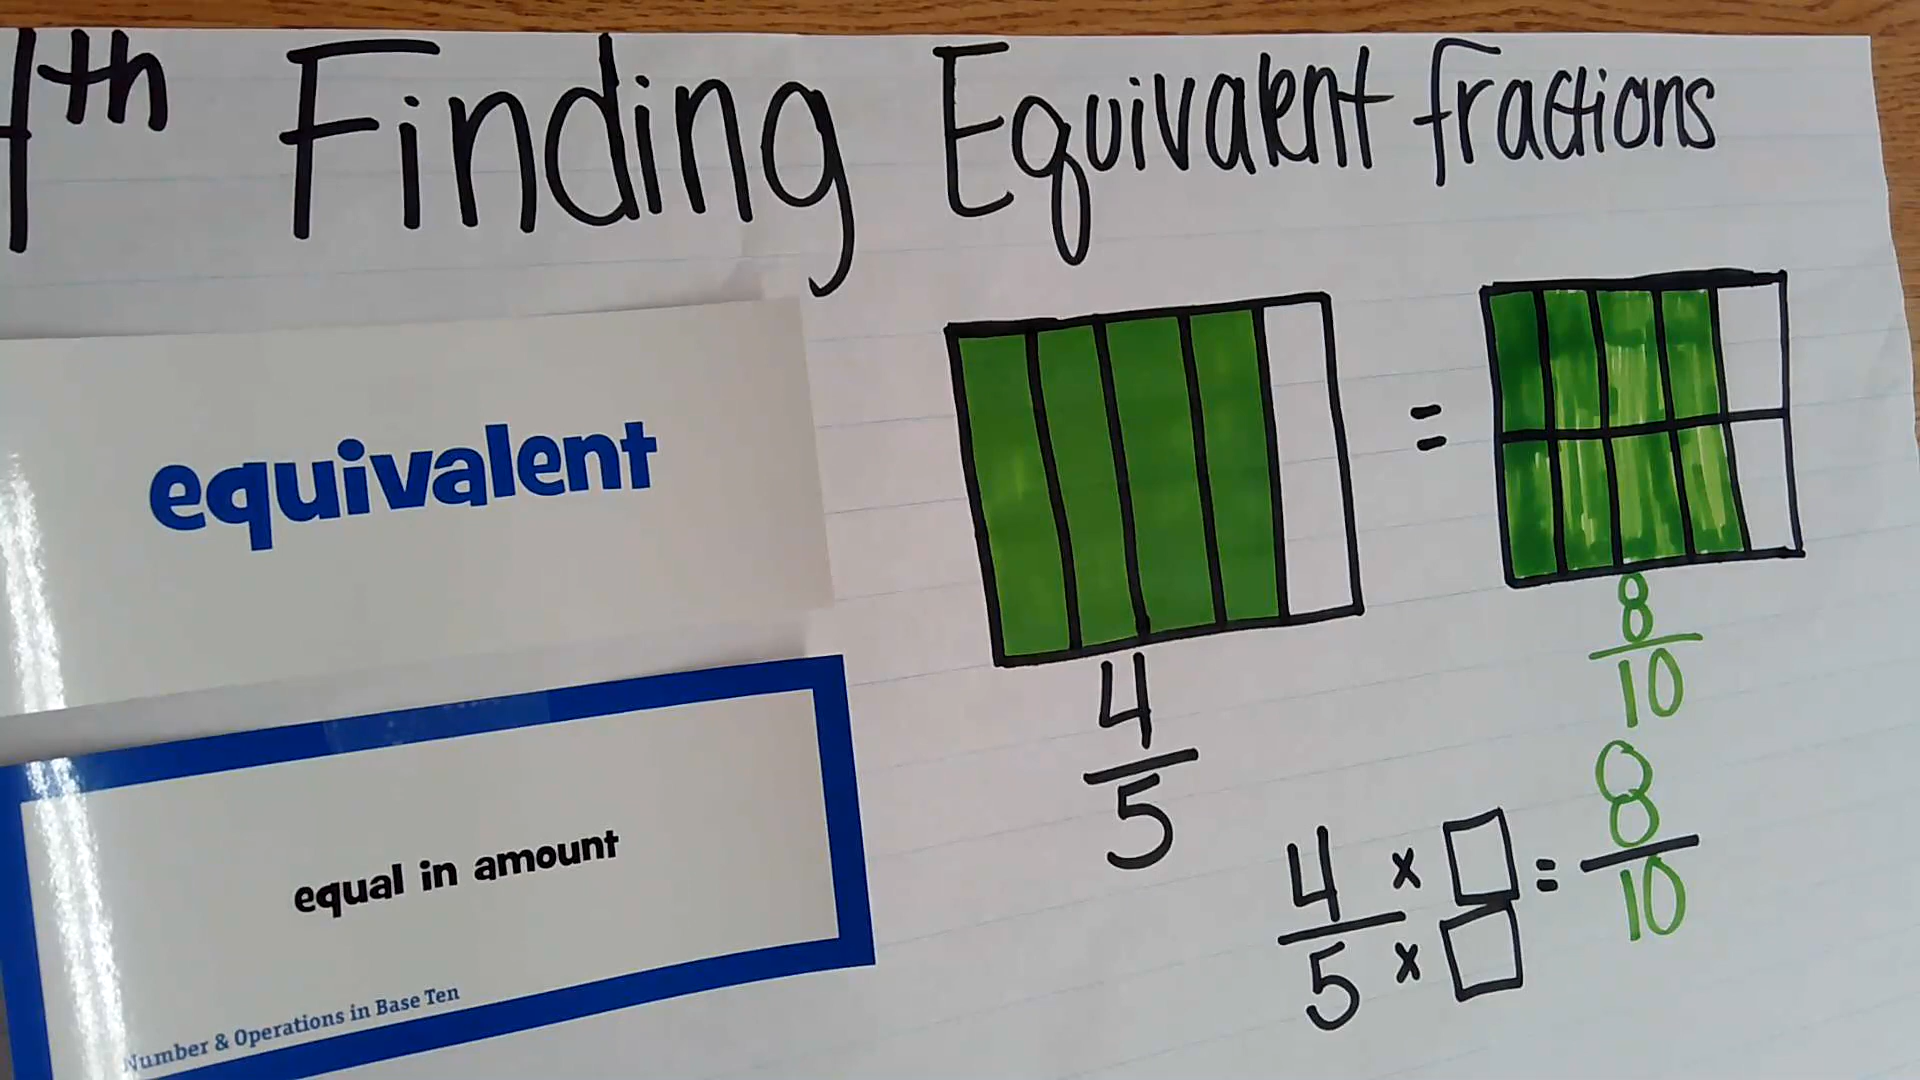 4th Finding Equivalent fractions
equivalent
equal in amount
Number & Operations in Base Ten
=
4
5
8
10
4 x □ = 8
5 x □ 10